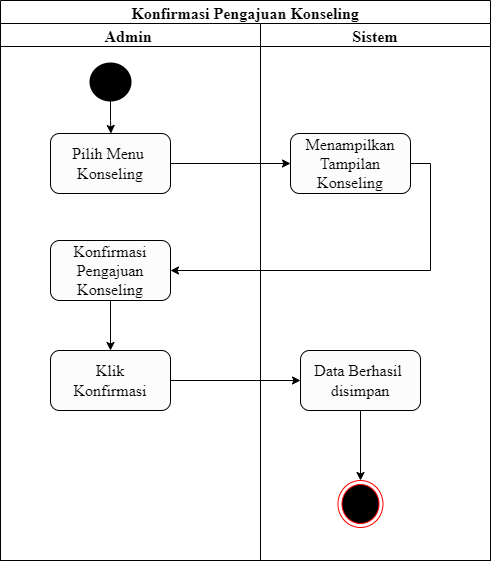 Konfirmasi Pengajuan Konseling
Admin
Sistem
Pilih Menu
Konseling
Menampilkan
Tampilan
Konseling
Konfirmasi
Pengajuan
Konseling
Klik
Konfirmasi
Data Berhasil
disimpan